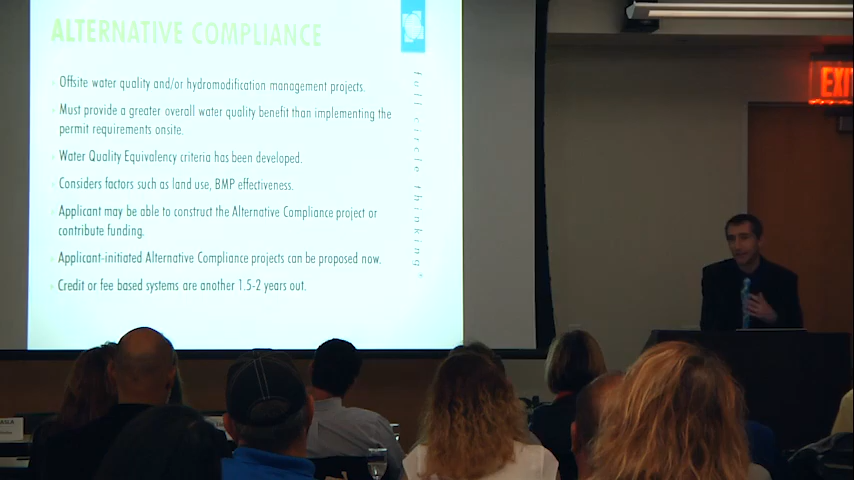 ALTERNATIVE COMPLIANCE
Offsite water quality and/or hydromodification management projects.
Must provide a greater overall water quality benefit than implementing the
permit requirements onsite.
Water Quality Equivalency criteria has been developed.
Considers factors such as land use, BMP effectiveness.
Applicant may be able to construct the Alternative Compliance project or
contribute funding.
Applicant-initiated Alternative Compliance projects can be proposed now.
Credit or fee based systems are another 1.5-2 years out.
full circle thinking
EXI